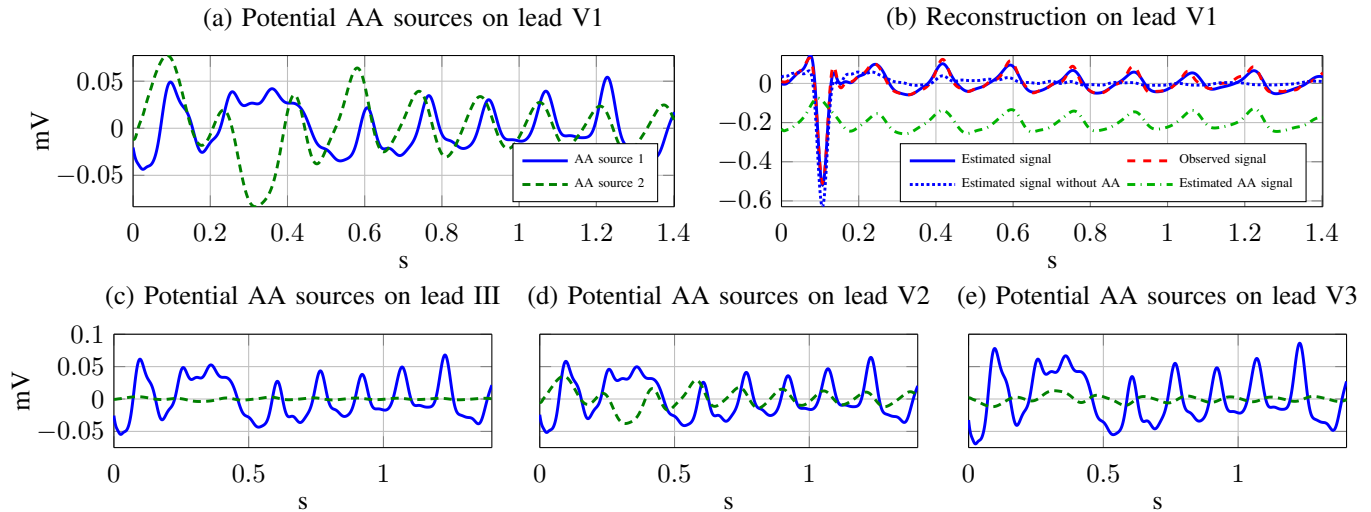 (a) Potential AA sources on lead V1
(b) Reconstruction on lead V1
mV
0.05
0
−0.05
AA source 1
AA source 2
0 0.2 0.4 0.6 0.8 1 1.2 1.4
s
0
−0.2
−0.4
−0.6
Estimated signal
Observed signal
Estimated signal without AA
Estimated AA signal
0 0.2 0.4 0.6 0.8 1 1.2 1.4
s
(c) Potential AA sources on lead III
(d) Potential AA sources on lead V2
(e) Potential AA sources on lead V3
mV
0.1
0.05
0
−0.05
0 0.5 1
s
0 0.5 1
s
0 0.5 1
s